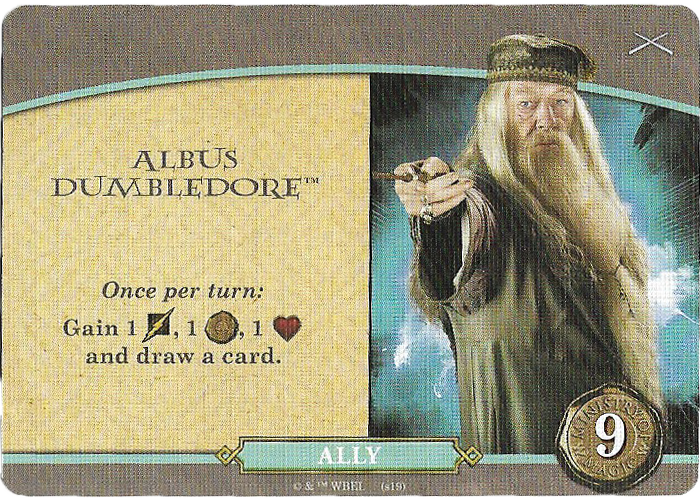 ALBUS
DUMBLEDORE™
Once per turn:
Gain 1 , 1 , 1
and draw a card.
MINISTRY OF MAGIC
9
ALLY
© & ™ WBEI. (s19)